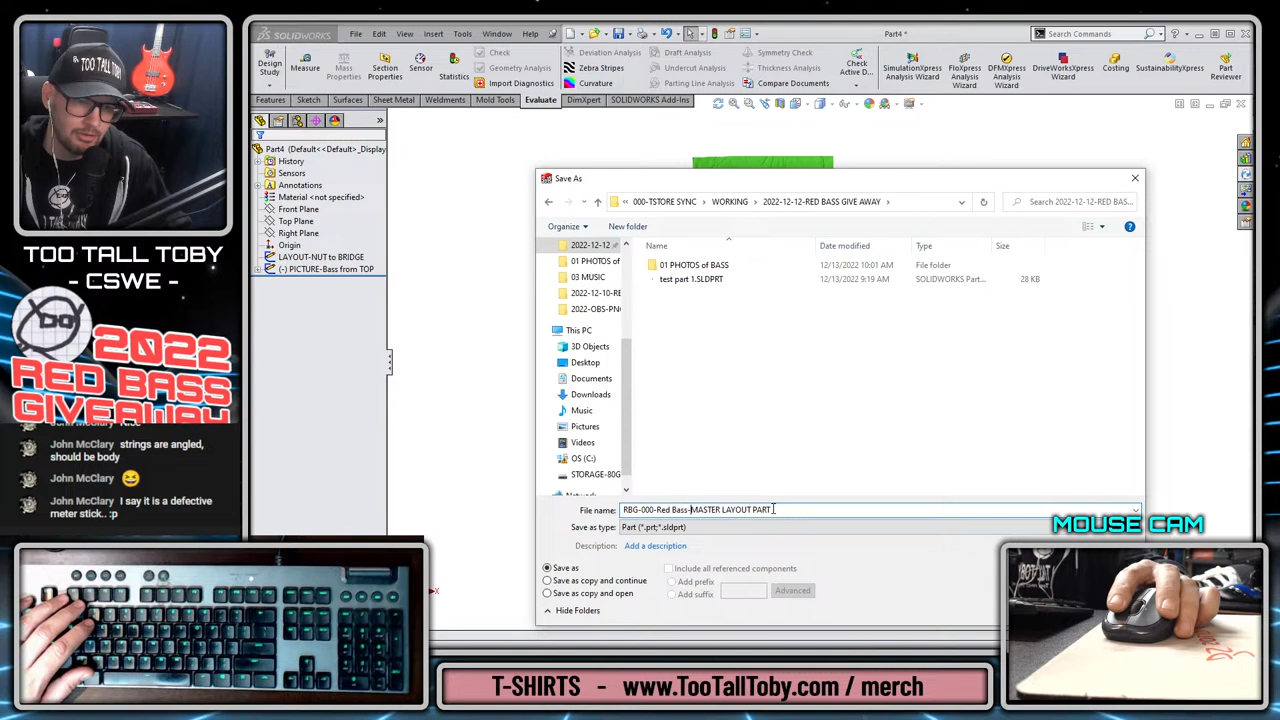 TOO TALL TOBY
TOO TALL TOBY
- CSWE -
2022
RED BASS
GIVEAWAY
John McClary strings are angled,
should be body
John McClary
John McClary I say it is a defective
meter stick.. :p
SOLIDWORKS
File
Edit
View
Insert
Tools
Window
Help
Part4 *
Search Commands
Design
Study
Measure
Mass
Properties
Section
Properties
Sensor
Statistics
Check
Geometry Analysis
Import Diagnostics
Deviation Analysis
Zebra Stripes
Curvature
Draft Analysis
Undercut Analysis
Parting Line Analysis
Symmetry Check
Thickness Analysis
Compare Documents
Check
Active D...
SimulationXpress
Analysis Wizard
FloXpress
Analysis
Wizard
DFMXpress
Analysis
Wizard
DriveWorksXpress
Wizard
Costing
SustainabilityXpress
Part
Reviewer
Features
Sketch
Surfaces
Sheet Metal
Weldments
Mold Tools
Evaluate
DimXpert
SOLIDWORKS Add-Ins
Part4 (Default<<Default>_Display
History
Sensors
Annotations
Material <not specified>
Front Plane
Top Plane
Right Plane
Origin
LAYOUT-NUT to BRIDGE
(-) PICTURE-Bass from TOP
Save As
« 000-TSTORE SYNC > WORKING > 2022-12-12-RED BASS GIVE AWAY >
Search 2022-12-12-RED BAS...
Organize
New folder
Name
Date modified
Type
Size
2022-12-12
01 PHOTOS of
03 MUSIC
2022-12-10-RE
2022-OBS-PNG
This PC
3D Objects
Desktop
Documents
Downloads
Music
Pictures
Videos
OS (C:)
STORAGE-80G
01 PHOTOS of BASS
12/13/2022 10:01 AM
File folder
test part 1.SLDPRT
12/13/2022 9:19 AM
SOLIDWORKS Part...
28 KB
File name:
RBG-000-Red Bass-MASTER LAYOUT PART
Save as type:
Part (*.prt;*.sldprt)
Description:
Add a description
Save as
Save as copy and continue
Save as copy and open
Include all referenced components
Add prefix
Add suffix
Advanced
Hide Folders
X
MOUSE CAM
T-SHIRTS - www.TooTallToby.com / merch